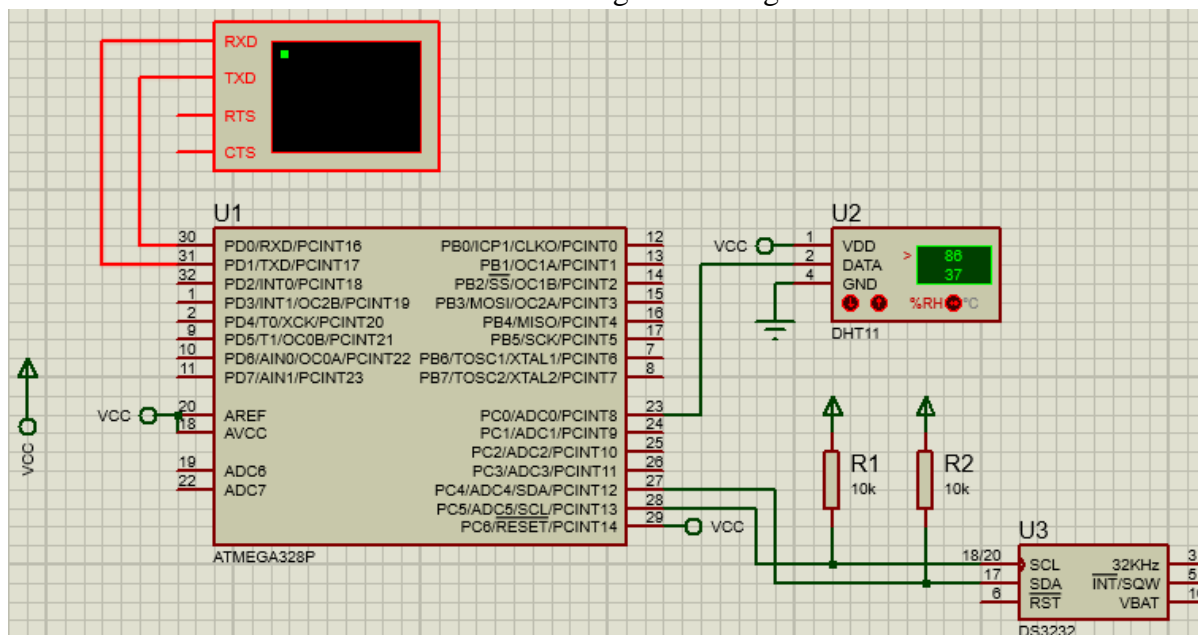 RXD
TXD
RTS
CTS
U1
30 PD0/RXD/PCINT16 PB0/ICP1/CLKO/PCINT0 12
31 PD1/TXD/PCINT17 PB1/OC1A/PCINT1 13
32 PD2/INT0/PCINT18 PB2/SS/OC1B/PCINT2 14
1 PD3/INT1/OC2B/PCINT19 PB3/MOSI/OC2A/PCINT3 15
2 PD4/T0/XCK/PCINT20 PB4/MISO/PCINT4 16
9 PD5/T1/OC0B/PCINT21 PB5/SCK/PCINT5 17
10 PD6/AIN0/OC0A/PCINT22 PB6/TOSC1/XTAL1/PCINT6 7
11 PD7/AIN1/PCINT23 PB7/TOSC2/XTAL2/PCINT7 8
VCC 20 AREF PC0/ADC0/PCINT8 23
18 AVCC PC1/ADC1/PCINT9 24
PC2/ADC2/PCINT10 25
19 ADC6 PC3/ADC3/PCINT11 26
22 ADC7 PC4/ADC4/SDA/PCINT12 27
PC5/ADC5/SCL/PCINT13 28
PC6/RESET/PCINT14 29 VCC
ATMEGA328P
VCC
U2
VCC 1 VDD > 86
2 DATA 37
4 GND
%RH °C
DHT11
R1
10k
R2
10k
U3
18/20 SCL 32KHz 3
17 SDA INT/SQW 5
6 RST VBAT
DS3232